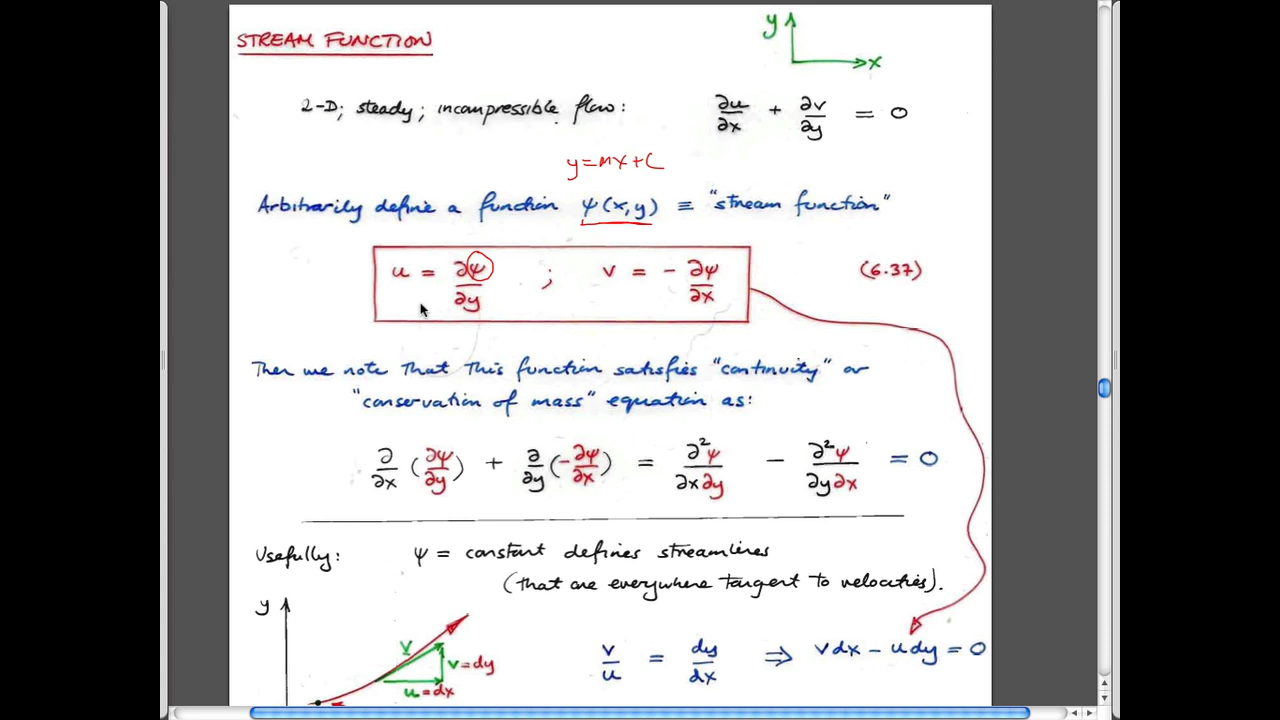 STREAM FUNCTION
y
x
2-D; steady; incompressible flow: ∂u/∂x + ∂v/∂y = 0
y=mx+c
Arbitrarily define a function ψ(x,y) ≡ "stream function"
u = ∂ψ/∂y ; v = - ∂ψ/∂x (6.37)
Then we note that this function satisfies "continuity" or
"conservation of mass" equation as:
∂/∂x (∂ψ/∂y) + ∂/∂y (-∂ψ/∂x) = ∂²ψ/∂x∂y - ∂²ψ/∂y∂x = 0
Usefully: ψ = constant defines streamlines
(that are everywhere tangent to velocities).
y
V
v=dy
u=dx
v/u = dy/dx ⇒ vdx - udy = 0